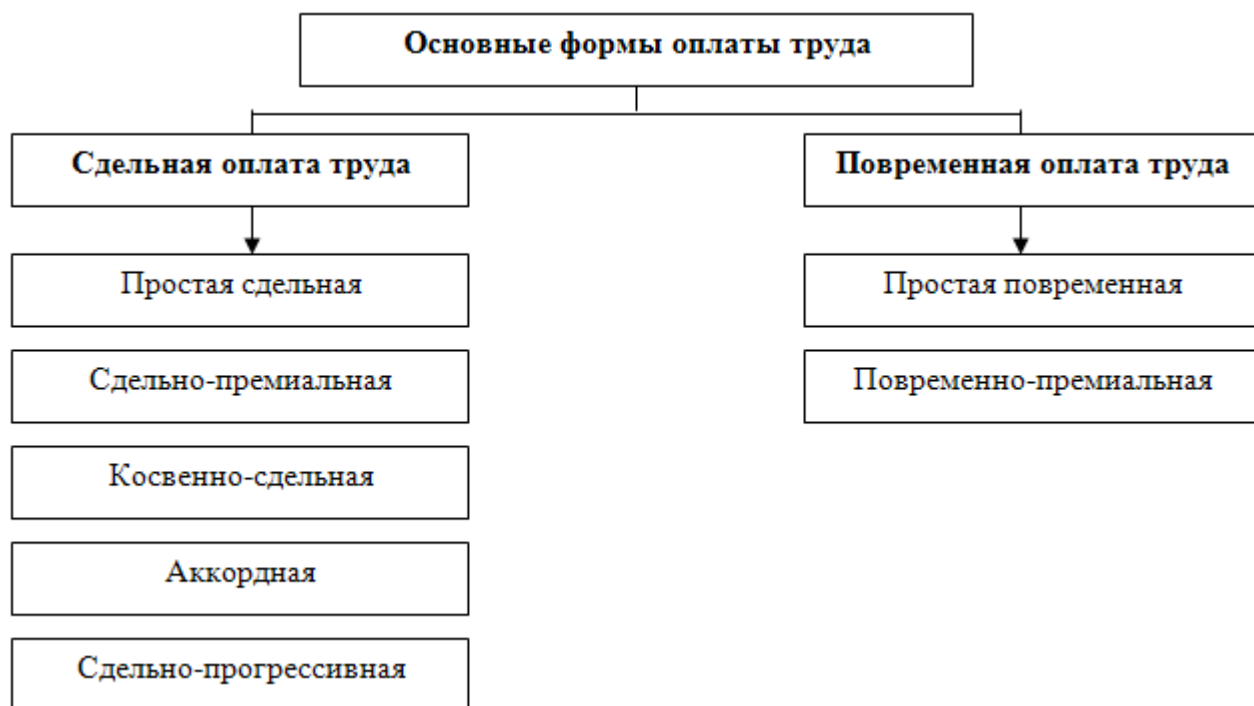 Основные формы оплаты труда
Сдельная оплата труда
Повременная оплата труда
Простая сдельная
Простая повременная
Сдельно-премиальная
Повременно-премиальная
Косвенно-сдельная
Аккордная
Сдельно-прогрессивная